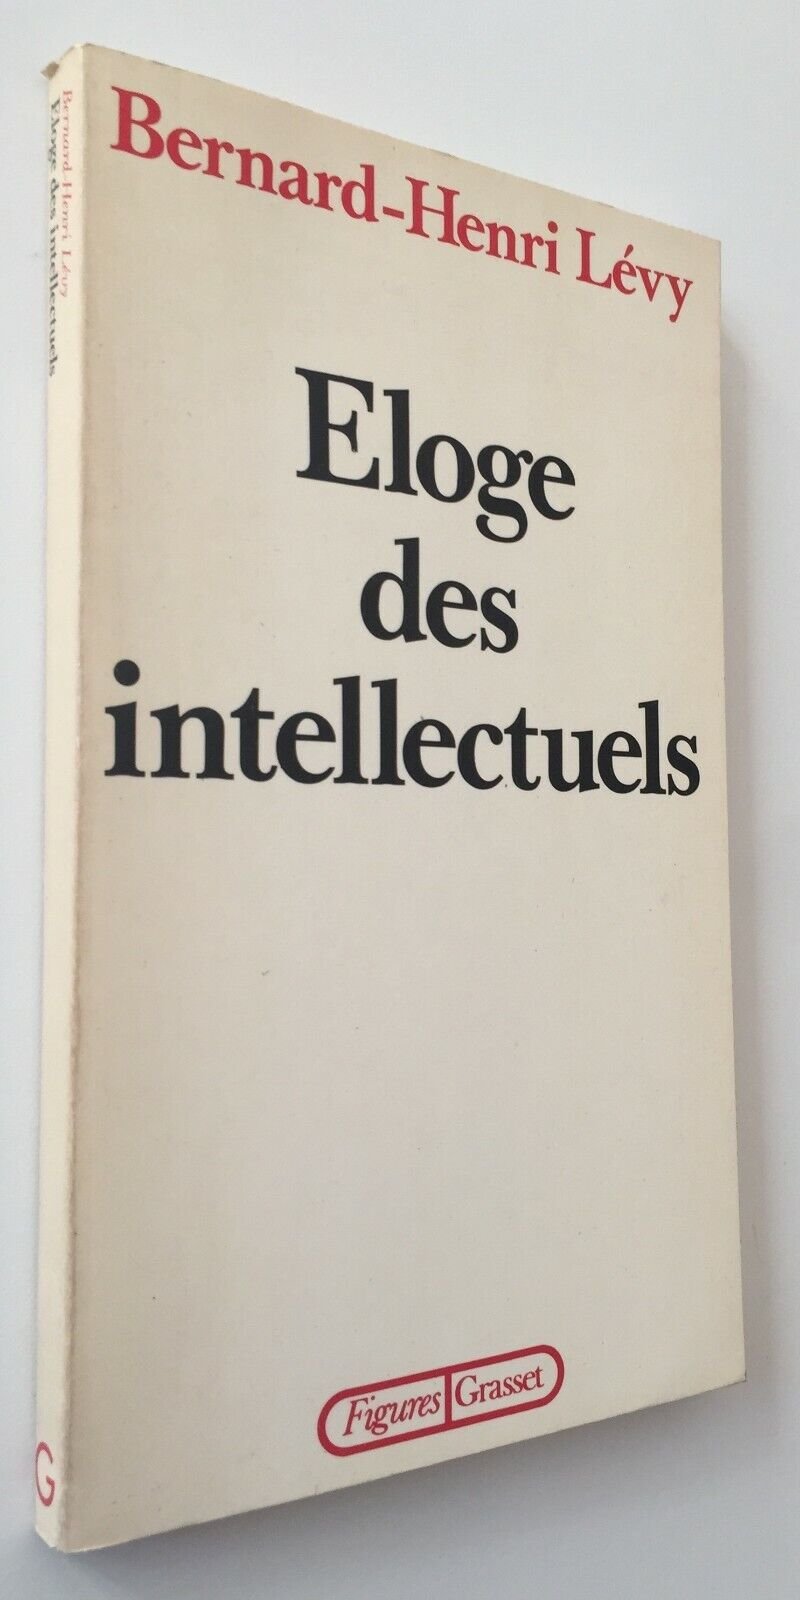 Bernard-Henri Lévy
Eloge
des
intellectuels
Figures Grasset
Bernard-Henri Lévy
Eloge des intellectuels
G